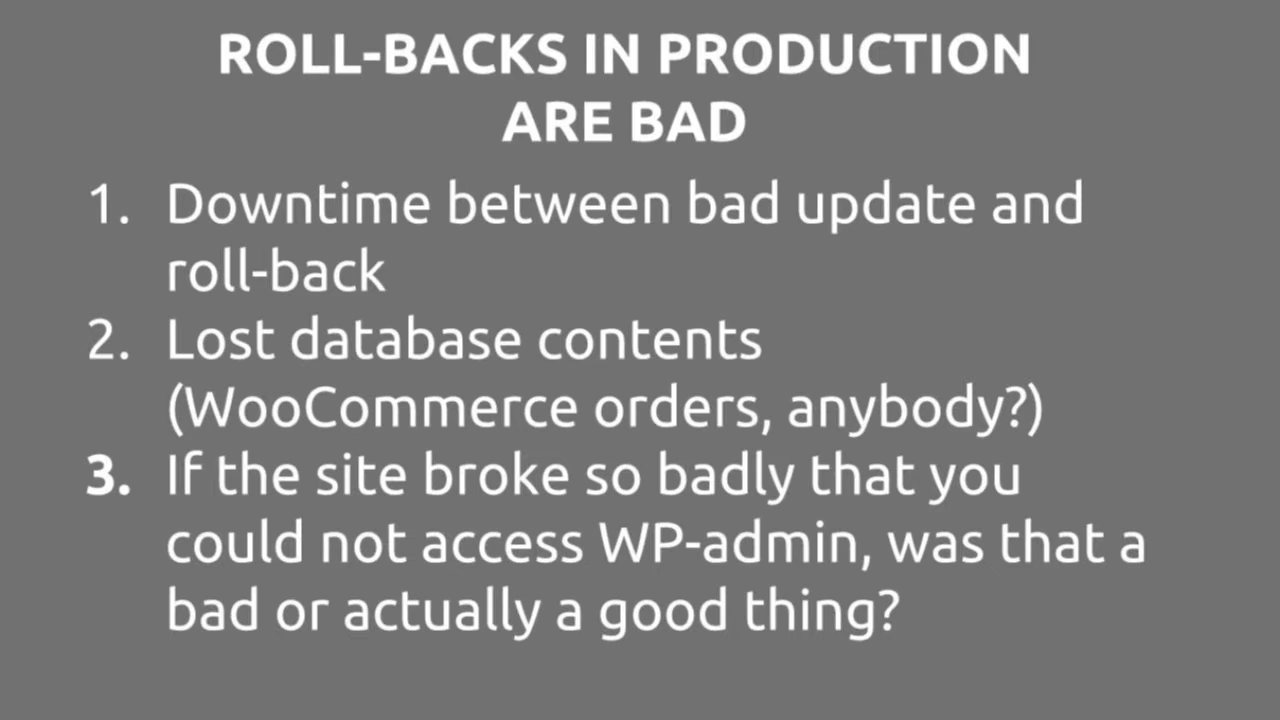 ROLL-BACKS IN PRODUCTION
ARE BAD
1. Downtime between bad update and
roll-back
2. Lost database contents
(WooCommerce orders, anybody?)
3. If the site broke so badly that you
could not access WP-admin, was that a
bad or actually a good thing?